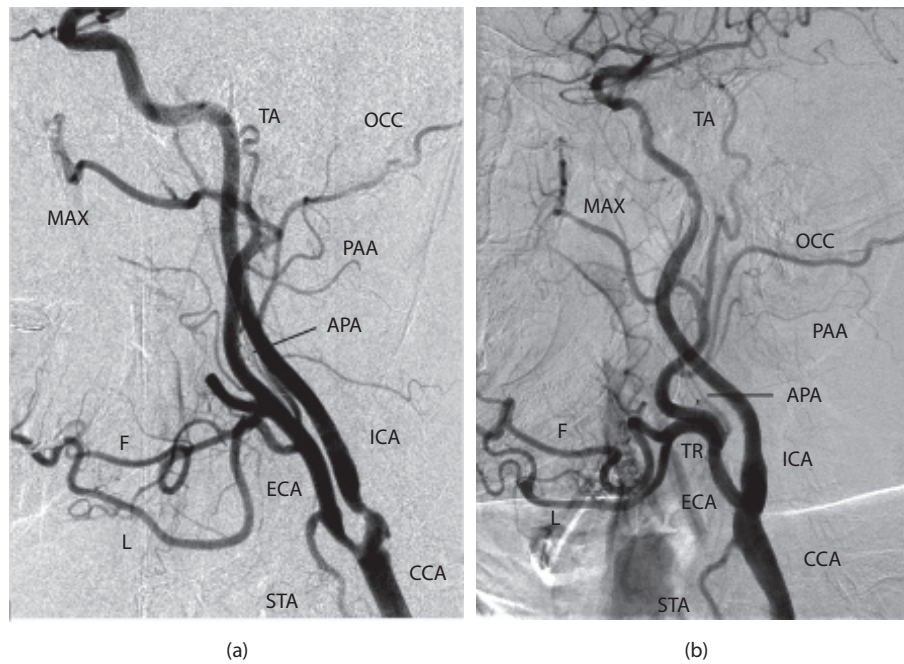 TA
OCC
MAX
PAA
APA
ICA
F
ECA
L
CCA
STA
(a)
TA
MAX
OCC
PAA
APA
F
TR
ICA
ECA
L
CCA
STA
(b)